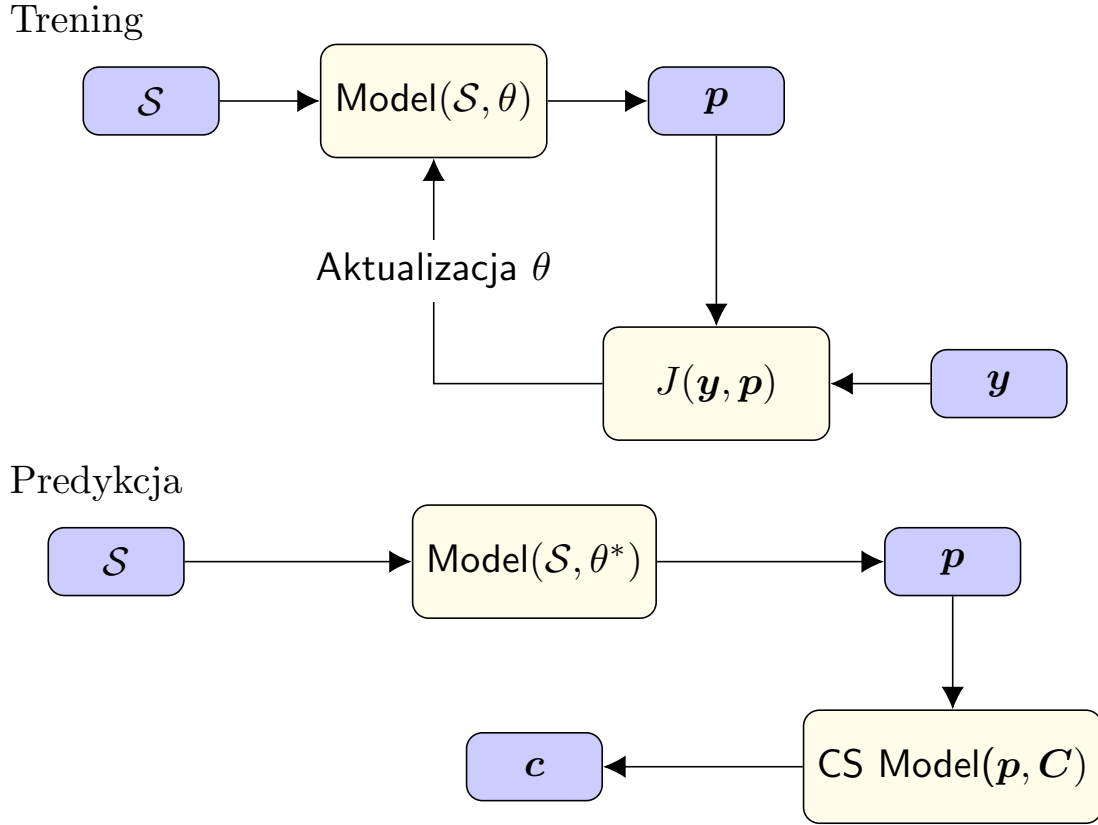 Trening
𝒮
Model(𝒮, θ)
𝒑
Aktualizacja θ
J(𝒚, 𝒑)
𝒚
Predykcja
𝒮
Model(𝒮, θ*)
𝒑
𝒄
CS Model(𝒑, 𝑪)